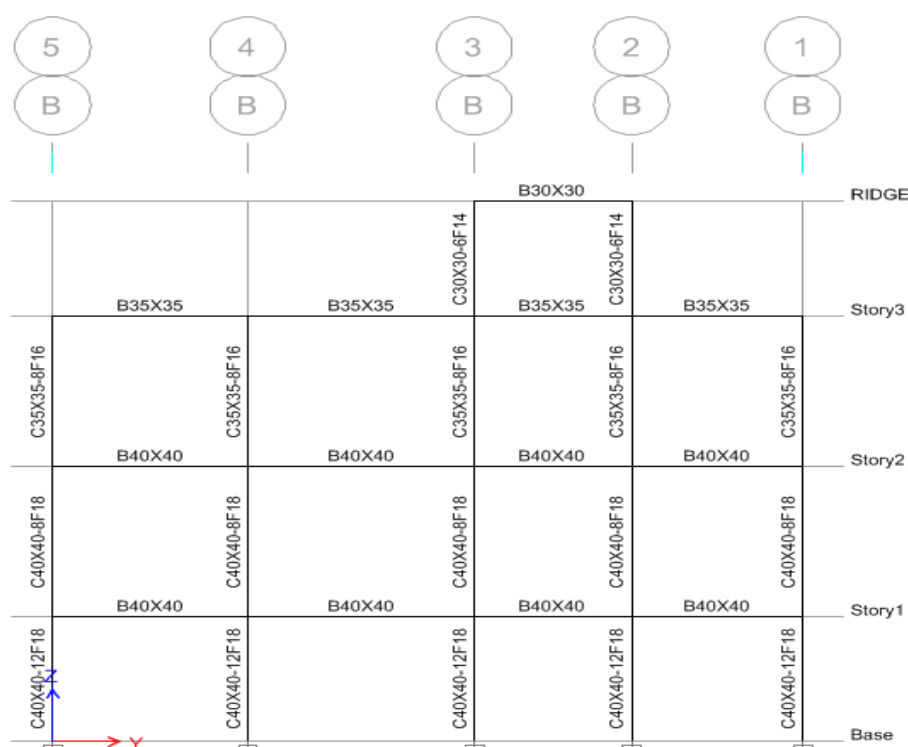 5 4 3 2 1
B B B B B
B30X30 RIDGE
C30X30-6F14 C30X30-6F14
B35X35 B35X35 B35X35 B35X35 Story3
C35X35-8F16 C35X35-8F16 C35X35-8F16 C35X35-8F16 C35X35-8F16
B40X40 B40X40 B40X40 B40X40 Story2
C40X40-8F18 C40X40-8F18 C40X40-8F18 C40X40-8F18 C40X40-8F18
B40X40 B40X40 B40X40 B40X40 Story1
C40X40-12F18 C40X40-12F18 C40X40-12F18 C40X40-12F18 C40X40-12F18
Z
Y Base